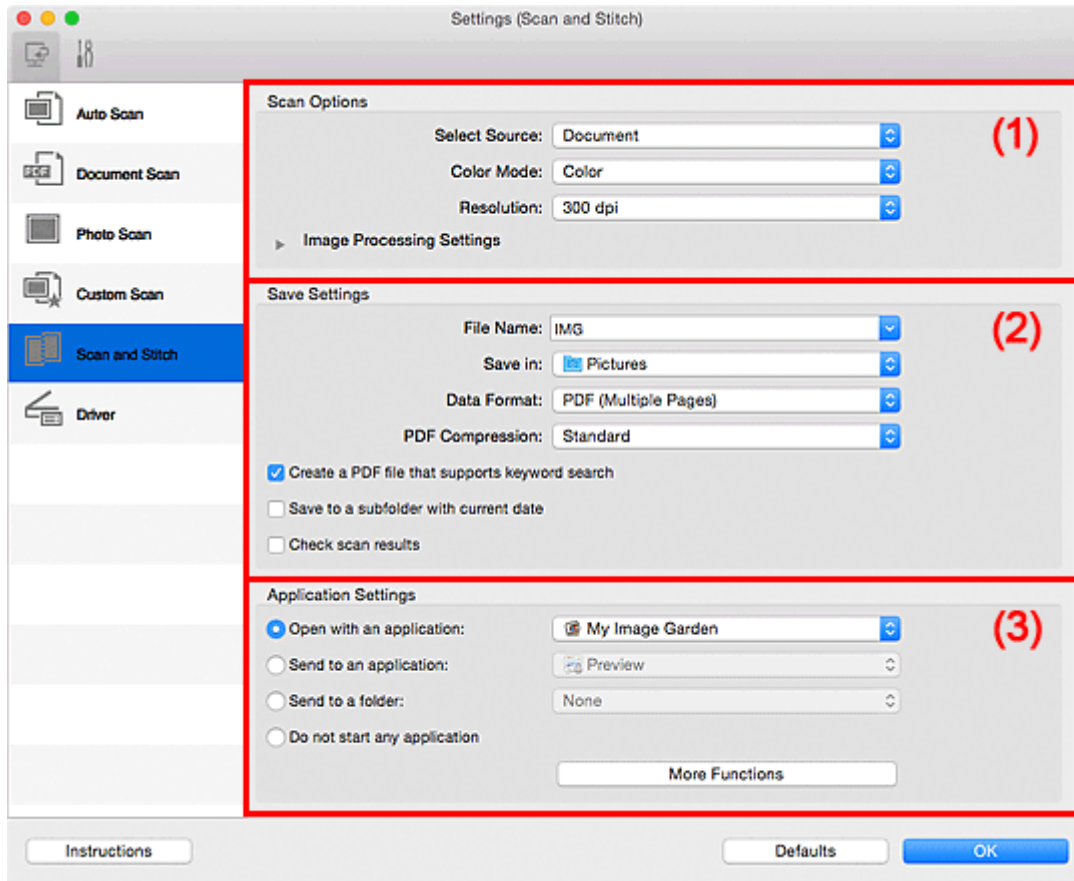 Settings (Scan and Stitch)
Auto Scan
PDF
Document Scan
Photo Scan
Custom Scan
Scan and Stitch
Driver
Scan Options
(1)
Select Source: Document
Color Mode: Color
Resolution: 300 dpi
Image Processing Settings
Save Settings
(2)
File Name: IMG
Save in: Pictures
Data Format: PDF (Multiple Pages)
PDF Compression: Standard
Create a PDF file that supports keyword search
Save to a subfolder with current date
Check scan results
Application Settings
(3)
Open with an application: My Image Garden
Send to an application: Preview
Send to a folder: None
Do not start any application
More Functions
Instructions Defaults OK